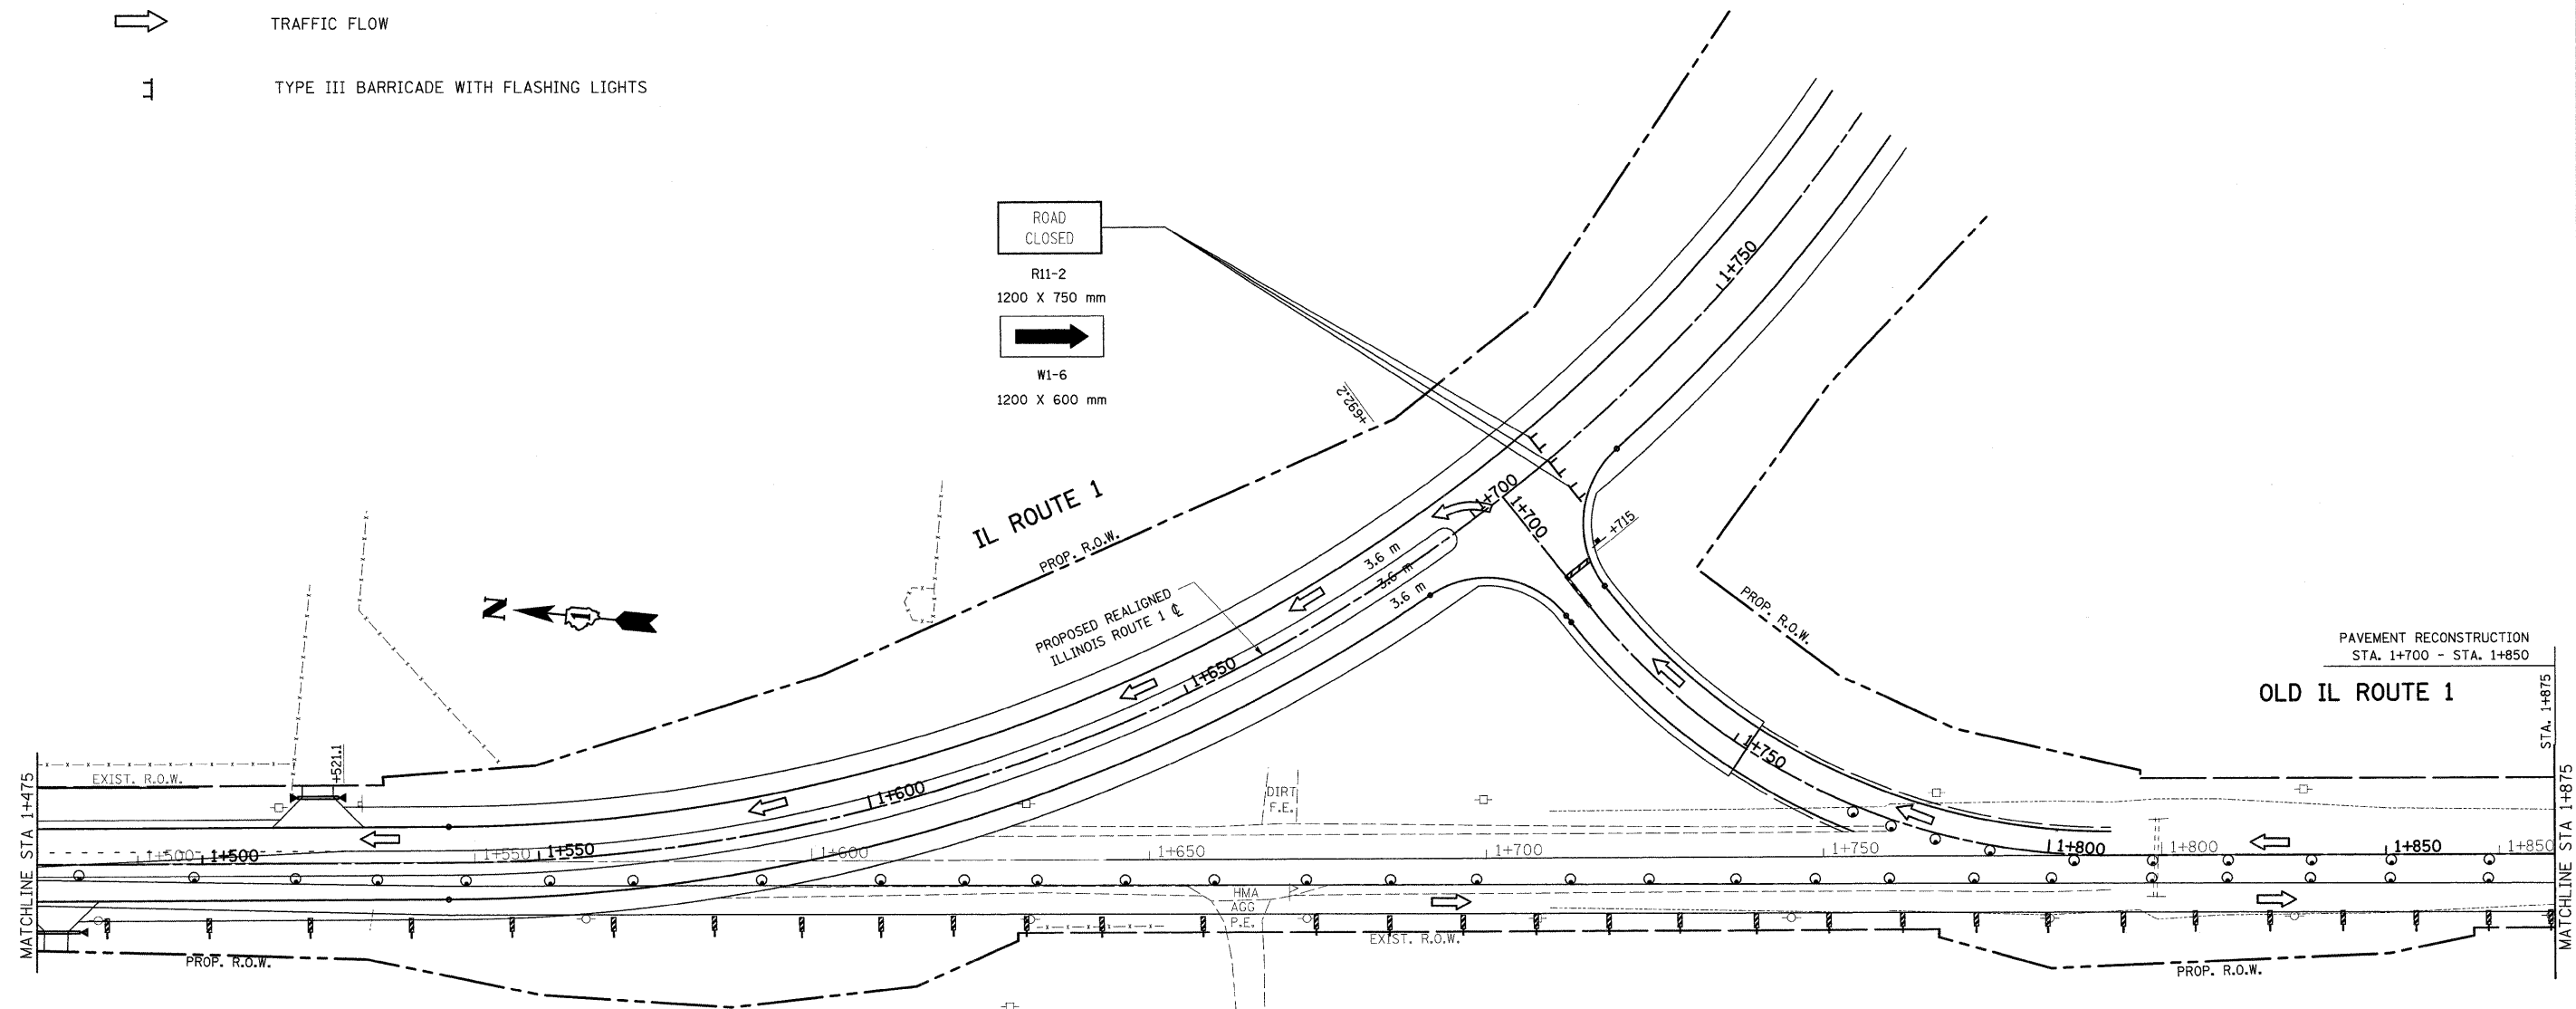 TRAFFIC FLOW
TYPE III BARRICADE WITH FLASHING LIGHTS
ROAD
CLOSED
R11-2
1200 X 750 mm
W1-6
1200 X 600 mm
1+750
+692.2
IL ROUTE 1
PROP. R.O.W.
1+700
1+700
+715
3.6 m
3.6 m
3.6 m
N
1
PROPOSED REALIGNED
ILLINOIS ROUTE 1 ℄
1+650
PROP. R.O.W.
PAVEMENT RECONSTRUCTION
STA. 1+700 - STA. 1+850
OLD IL ROUTE 1
STA. 1+875
MATCHLINE STA 1+475
EXIST. R.O.W.
+521.1
1+600
DIRT
F.E.
1+750
1+500
1+500
1+550
1+550
1+600
1+650
1+700
1+750
1+800
1+800
1+850
1+850
MATCHLINE STA 1+875
HMA
AGG
P.E.
EXIST. R.O.W.
PROP. R.O.W.
PROP. R.O.W.